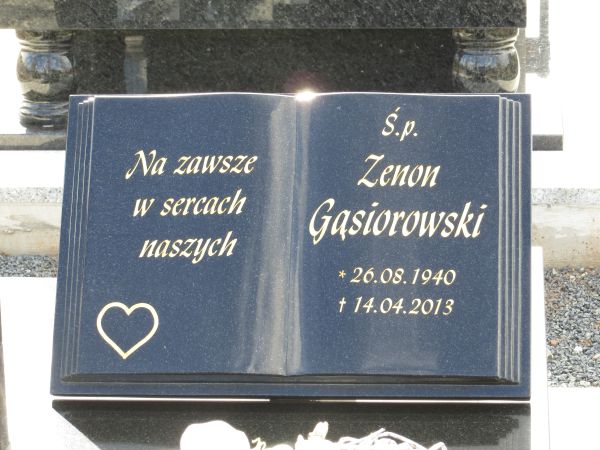 Na zawsze
w sercach
naszych
Ś.p.
Zenon
Gąsiorowski
* 26.08.1940
† 14.04.2013